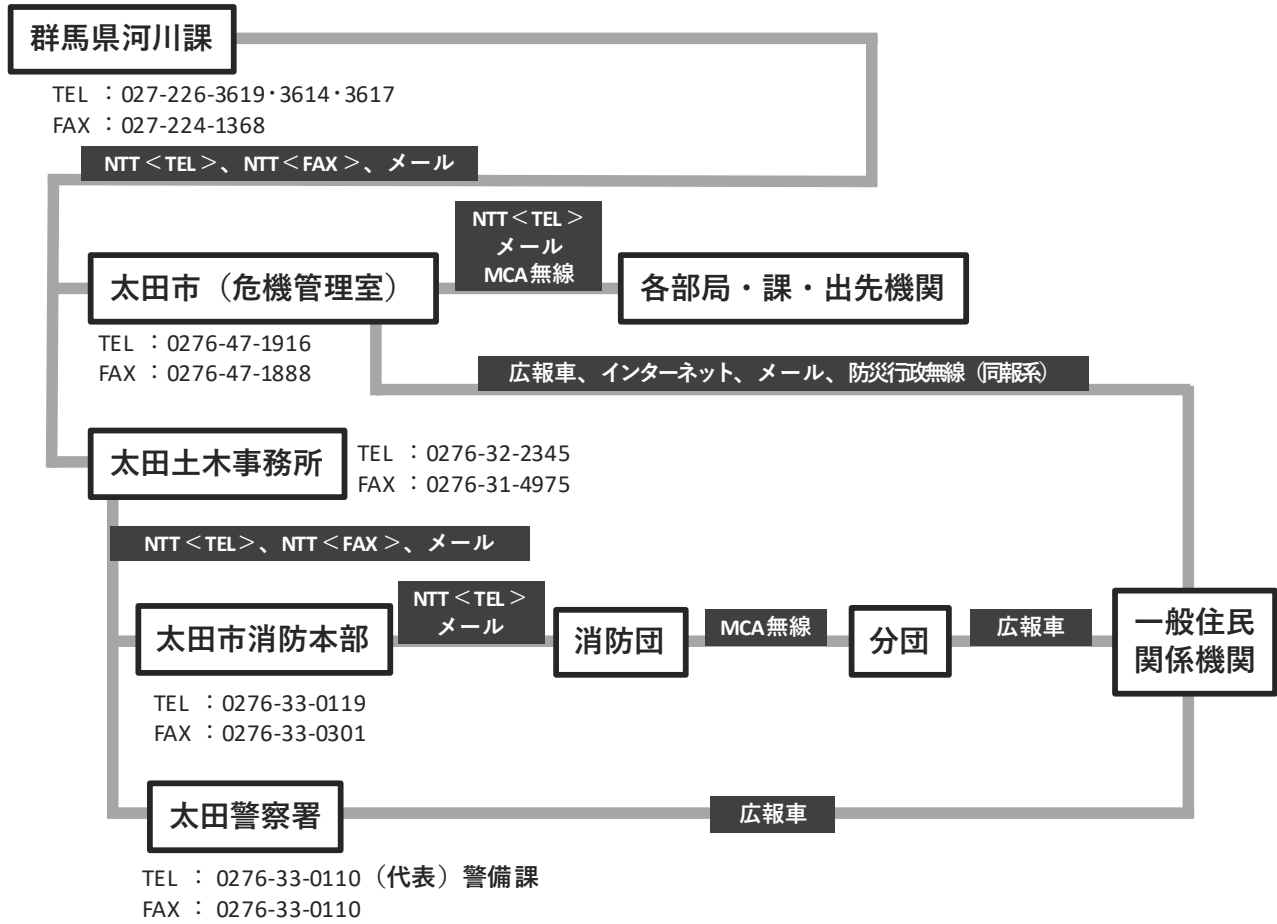 群馬県河川課
TEL ：027-226-3619･3614･3617
FAX ：027-224-1368
NTT＜TEL＞、NTT＜FAX＞、メール
NTT＜TEL＞
メール
MCA無線
太田市（危機管理室）
各部局・課・出先機関
TEL ：0276-47-1916
FAX ：0276-47-1888
広報車、インターネット、メール、防災行政無線（同報系）
太田土木事務所
TEL ：0276-32-2345
FAX ：0276-31-4975
NTT＜TEL＞、NTT＜FAX＞、メール
NTT＜TEL＞
メール
太田市消防本部
消防団
MCA無線
分団
広報車
一般住民
関係機関
TEL ：0276-33-0119
FAX ：0276-33-0301
太田警察署
広報車
TEL ： 0276-33-0110（代表）警備課
FAX ： 0276-33-0110